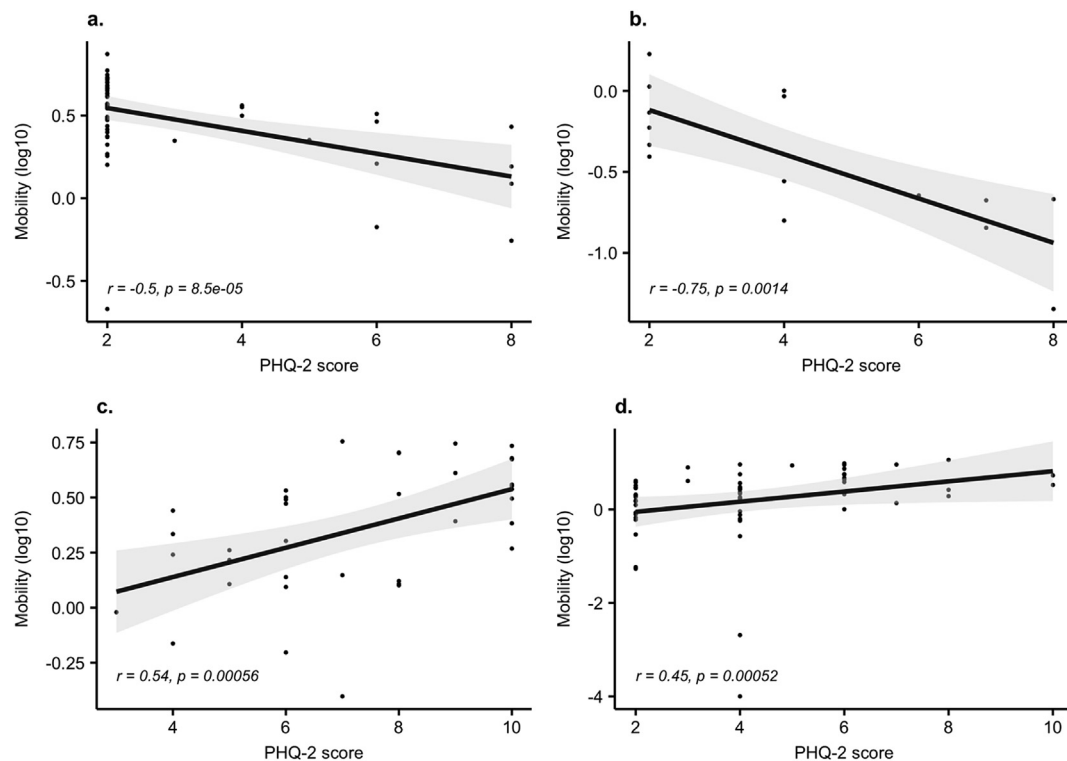 a.
Mobility (log10)
0.5
0.0
-0.5
2 4 6 8
PHQ-2 score
r = -0.5, p = 8.5e-05
b.
Mobility (log10)
0.0
-0.5
-1.0
2 4 6 8
PHQ-2 score
r = -0.75, p = 0.0014
c.
Mobility (log10)
0.75
0.50
0.25
0.00
-0.25
4 6 8 10
PHQ-2 score
r = 0.54, p = 0.00056
d.
Mobility (log10)
0
-2
-4
2 4 6 8 10
PHQ-2 score
r = 0.45, p = 0.00052